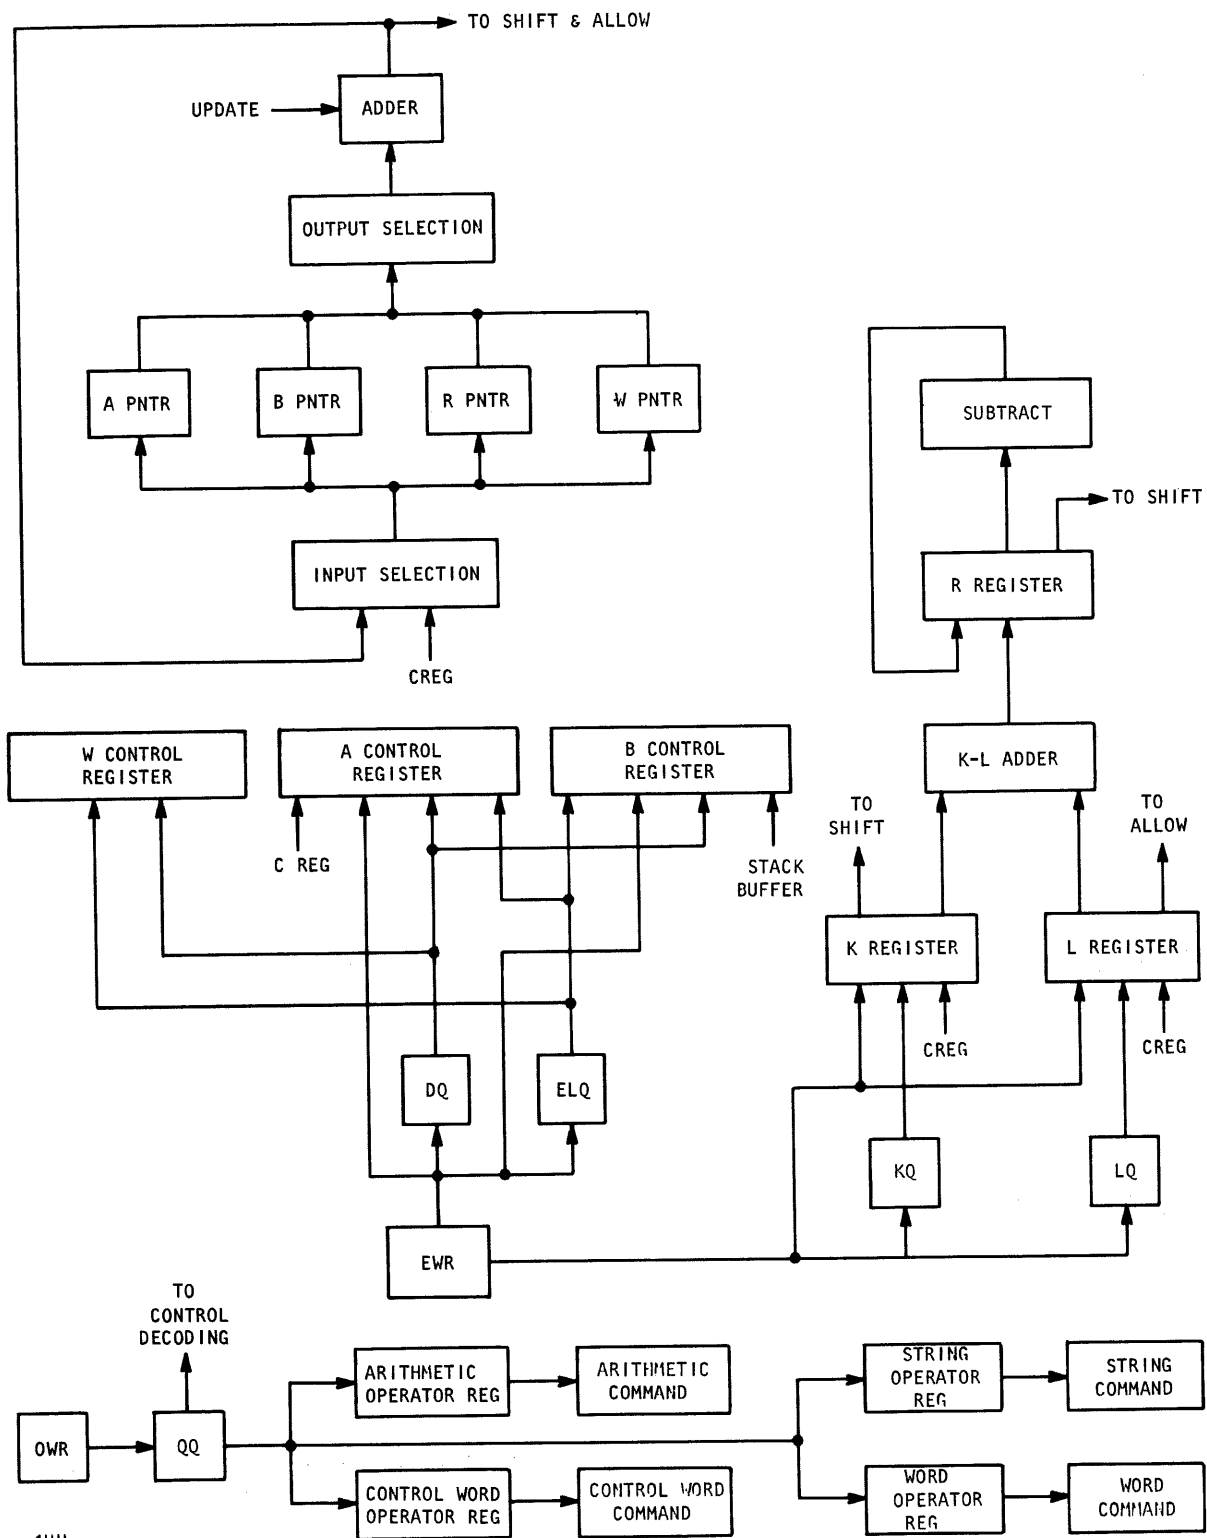 TO SHIFT & ALLOW
UPDATE
ADDER
OUTPUT SELECTION
A PNTR
B PNTR
R PNTR
W PNTR
SUBTRACT
TO SHIFT
INPUT SELECTION
R REGISTER
CREG
W CONTROL
REGISTER
A CONTROL
REGISTER
B CONTROL
REGISTER
K-L ADDER
C REG
STACK
BUFFER
TO
SHIFT
TO
ALLOW
K REGISTER
L REGISTER
CREG
CREG
DQ
ELQ
KQ
LQ
EWR
TO
CONTROL
DECODING
OWR
QQ
ARITHMETIC
OPERATOR REG
ARITHMETIC
COMMAND
STRING
OPERATOR
REG
STRING
COMMAND
CONTROL WORD
OPERATOR REG
CONTROL WORD
COMMAND
WORD
OPERATOR
REG
WORD
COMMAND